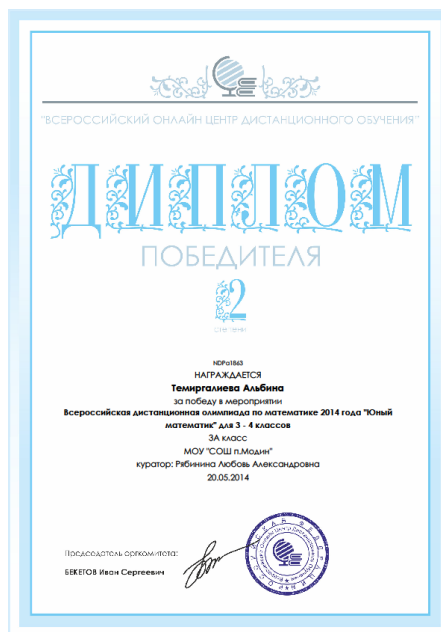 "ВСЕРОССИЙСКИЙ ОНЛАЙН ЦЕНТР ДИСТАНЦИОННОГО ОБУЧЕНИЯ"
ДИПЛОМ
ПОБЕДИТЕЛЯ
2
степени
NDPa1863
НАГРАЖДАЕТСЯ
Темиргалиева Альбина
за победу в мероприятии
Всероссийская дистанционная олимпиада по математике 2014 года "Юный
математик" для 3 - 4 классов
3А класс
МОУ "СОШ п.Модин"
куратор: Рябинина Любовь Александровна
20.05.2014
Председатель оргкомитета:
БЕКЕТОВ Иван Сергеевич